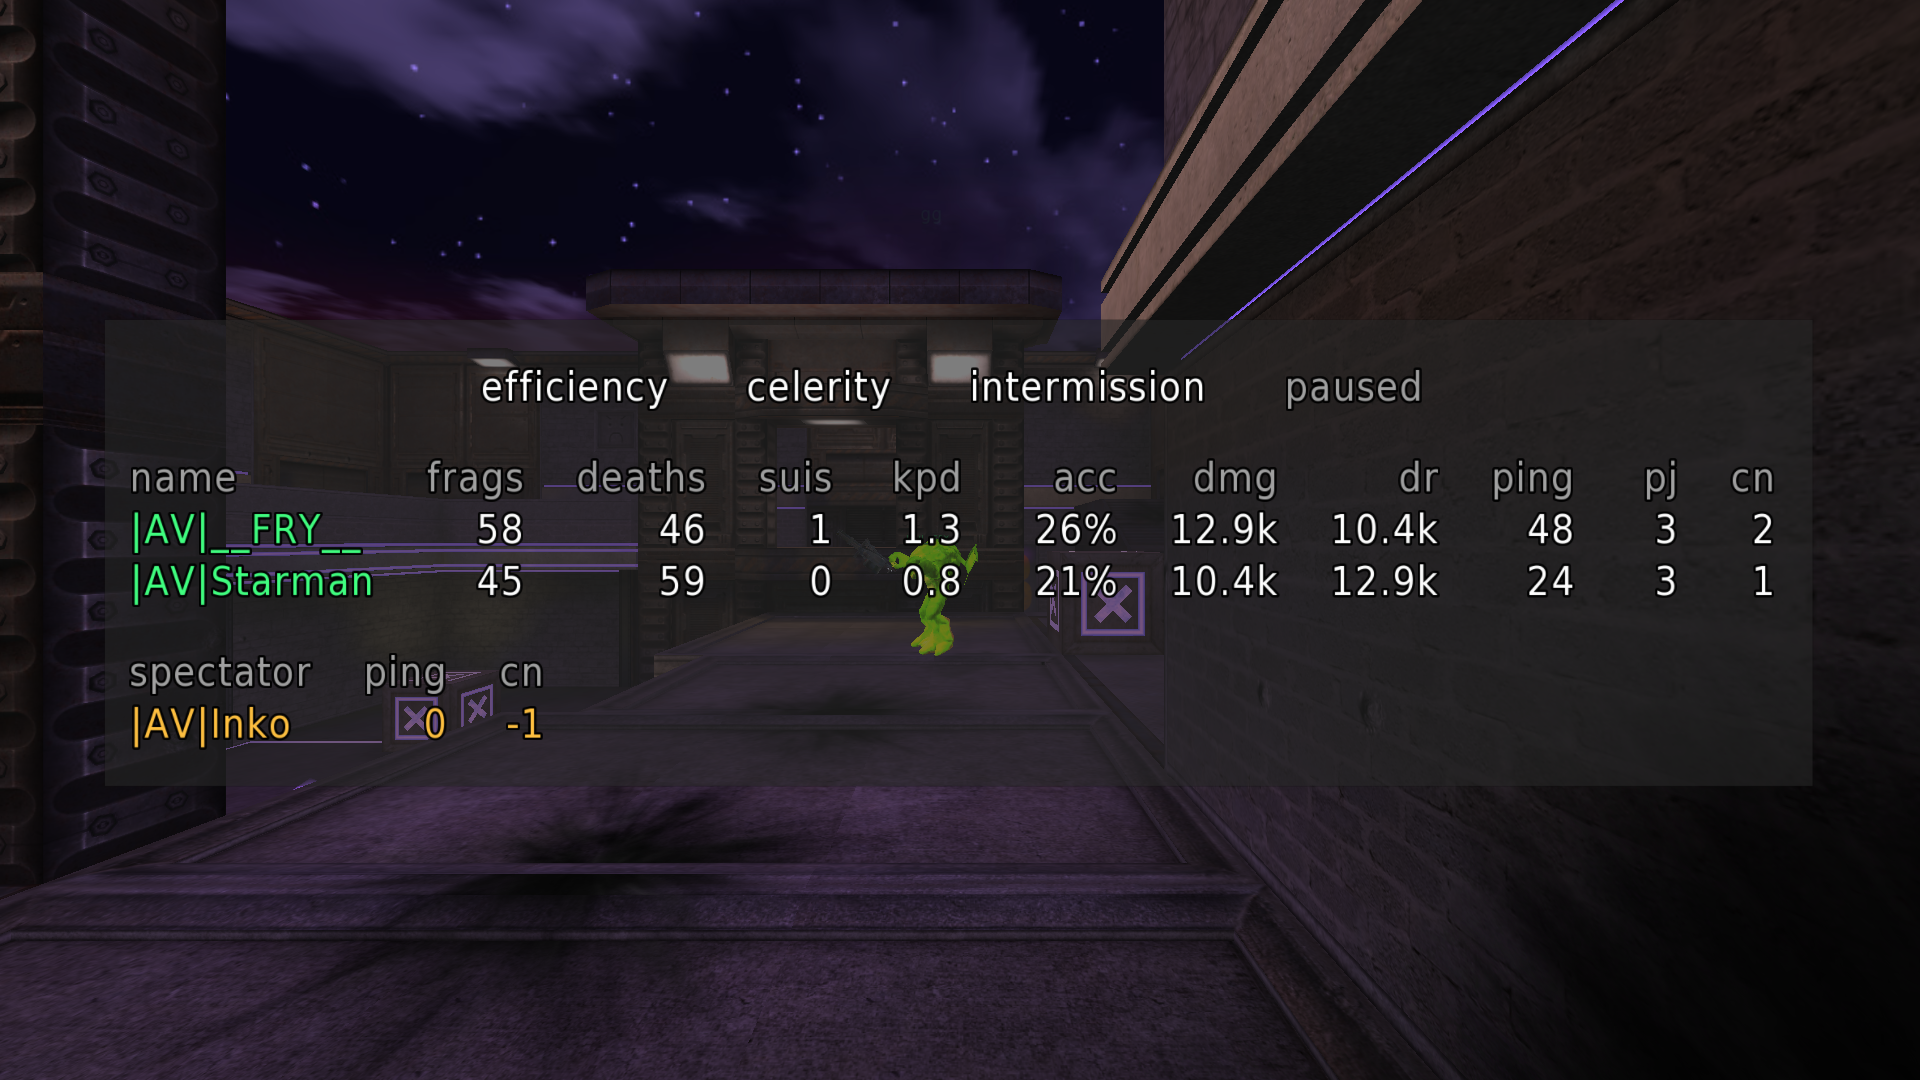 gg
efficiency celerity intermission paused
name frags deaths suis kpd acc dmg dr ping pj cn
|AV|__FRY__ 58 46 1 1.3 26% 12.9k 10.4k 48 3 2
|AV|Starman 45 59 0 0.8 21% 10.4k 12.9k 24 3 1
spectator ping cn
|AV|Inko 0 -1